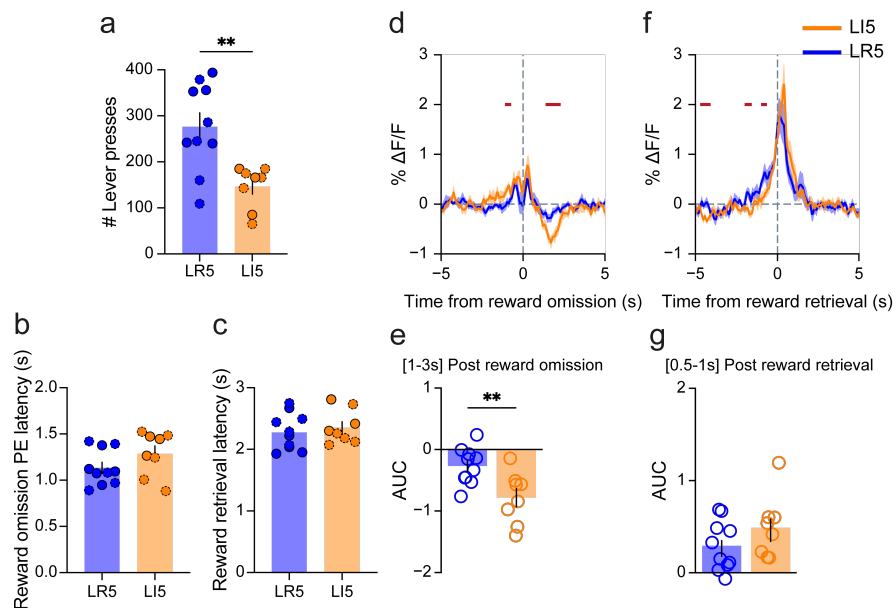 a
**
# Lever presses
400
300
200
100
0
LR5 LI5
d
% ΔF/F
3
2
1
0
−1
−5 0 5
Time from reward omission (s)
f
LI5
LR5
% ΔF/F
3
2
1
0
−1
−5 0 5
Time from reward retrieval (s)
b
Reward omission PE latency (s)
2.0
1.5
1.0
0.5
0.0
LR5 LI5
c
Reward retrieval latency (s)
3
2
1
0
LR5 LI5
e
[1-3s] Post reward omission
**
AUC
0
−1
−2
g
[0.5-1s] Post reward retrieval
AUC
2
1
0